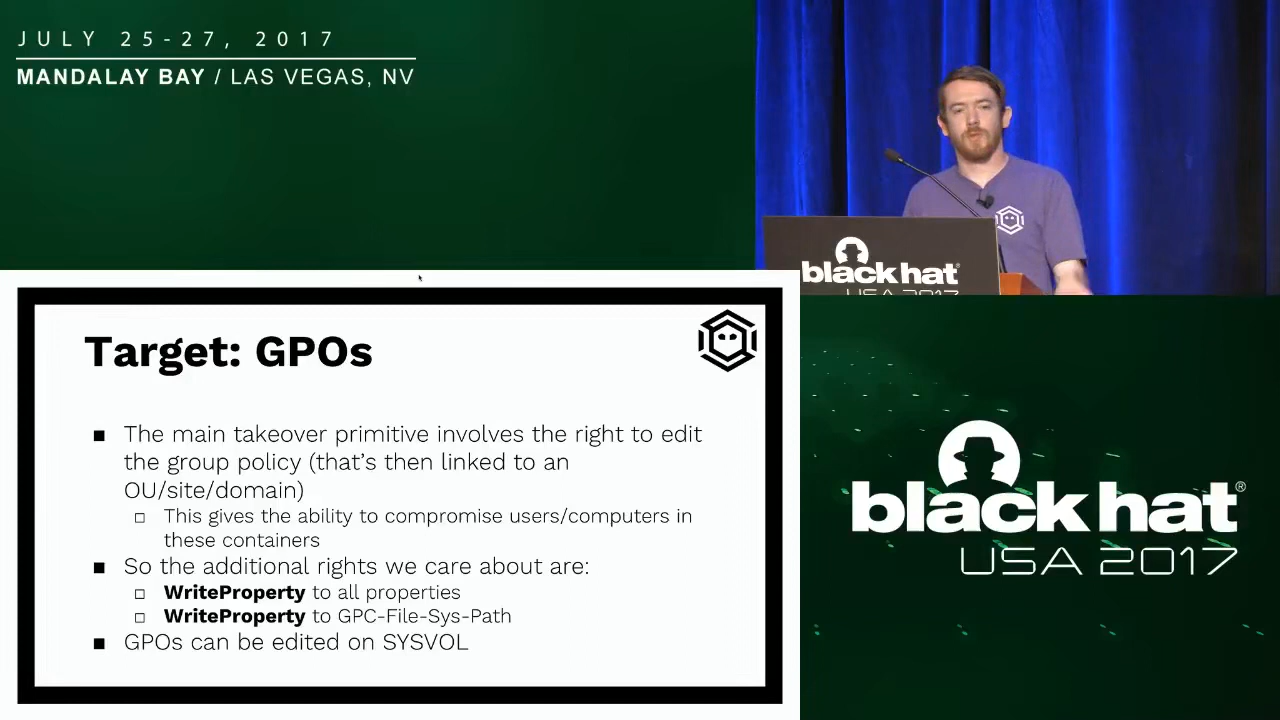 JULY 25-27, 2017
MANDALAY BAY / LAS VEGAS, NV
black hat®
USA 2017
Target: GPOs
■ The main takeover primitive involves the right to edit
the group policy (that's then linked to an
OU/site/domain)
□ This gives the ability to compromise users/computers in
these containers
■ So the additional rights we care about are:
□ WriteProperty to all properties
□ WriteProperty to GPC-File-Sys-Path
■ GPOs can be edited on SYSVOL
black hat®
USA 2017